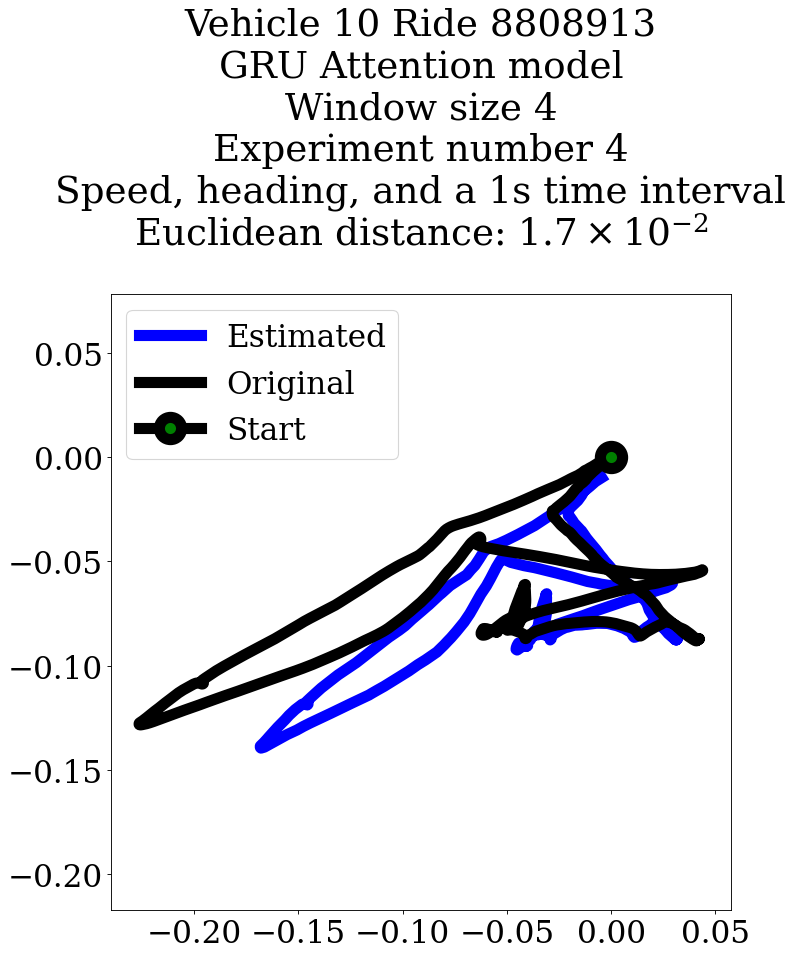 Vehicle 10 Ride 8808913
GRU Attention model
Window size 4
Experiment number 4
Speed, heading, and a 1s time interval
Euclidean distance: 1.7 × 10⁻²
Estimated
Original
Start
0.05
0.00
−0.05
−0.10
−0.15
−0.20
−0.20 −0.15 −0.10 −0.05 0.00 0.05